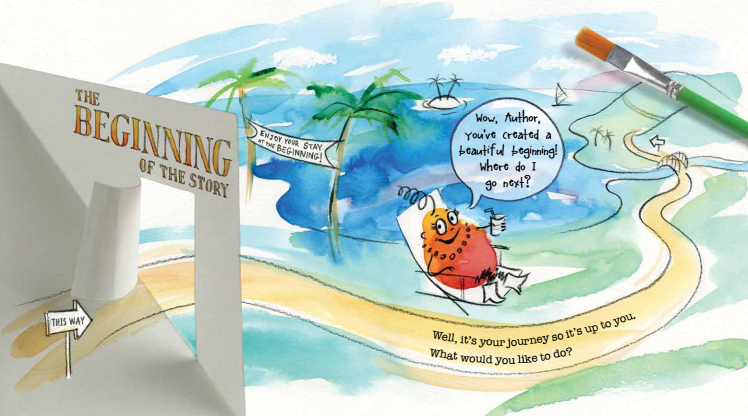 THE
BEGINNING
OF THE STORY
ENJOY YOUR STAY
AT THE BEGINNING!
Wow, Author,
you've created a
beautiful beginning!
Where do I
go next?
THIS WAY
Well, it's your journey so it's up to you.
What would you like to do?